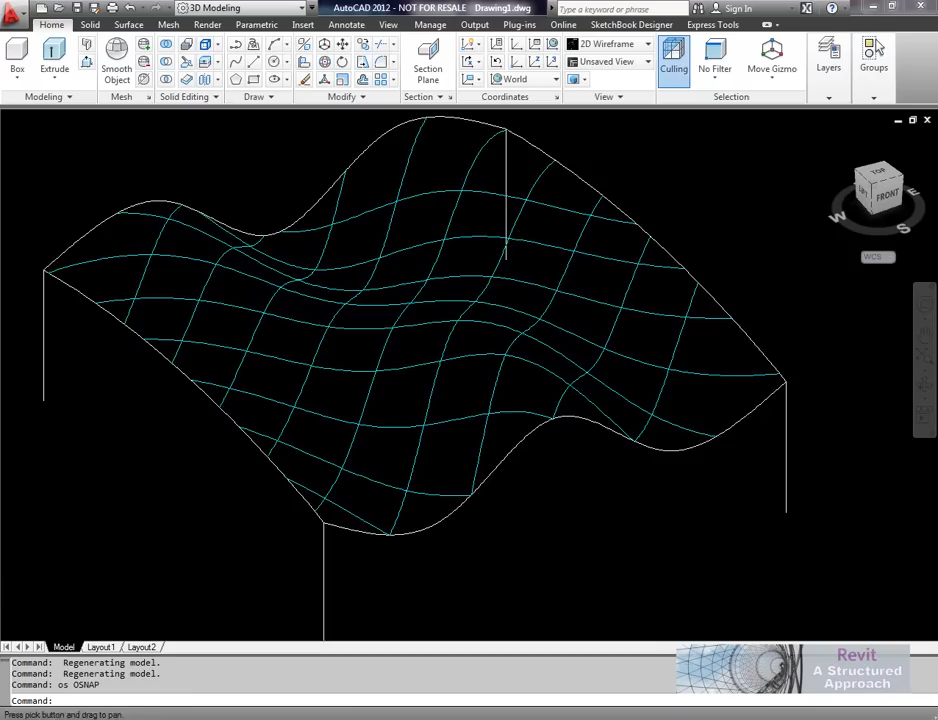 3D Modeling
AutoCAD 2012 - NOT FOR RESALE Drawing1.dwg
Type a keyword or phrase
Sign In
Home Solid Surface Mesh Render Parametric Insert Annotate View Manage Output Plug-ins Online SketchBook Designer Express Tools
2D Wireframe
Unsaved View
World
Box Extrude Smooth Object Section Plane Culling No Filter Move Gizmo Layers Groups
Modeling Mesh Solid Editing Draw Modify Section Coordinates View Selection
TOP
LEFT FRONT
W S E
WCS
Model Layout1 Layout2
Command: Regenerating model.
Command: Regenerating model.
Command: os OSNAP
Command:
Press pick button and drag to pan.
Revit
A Structured
Approach